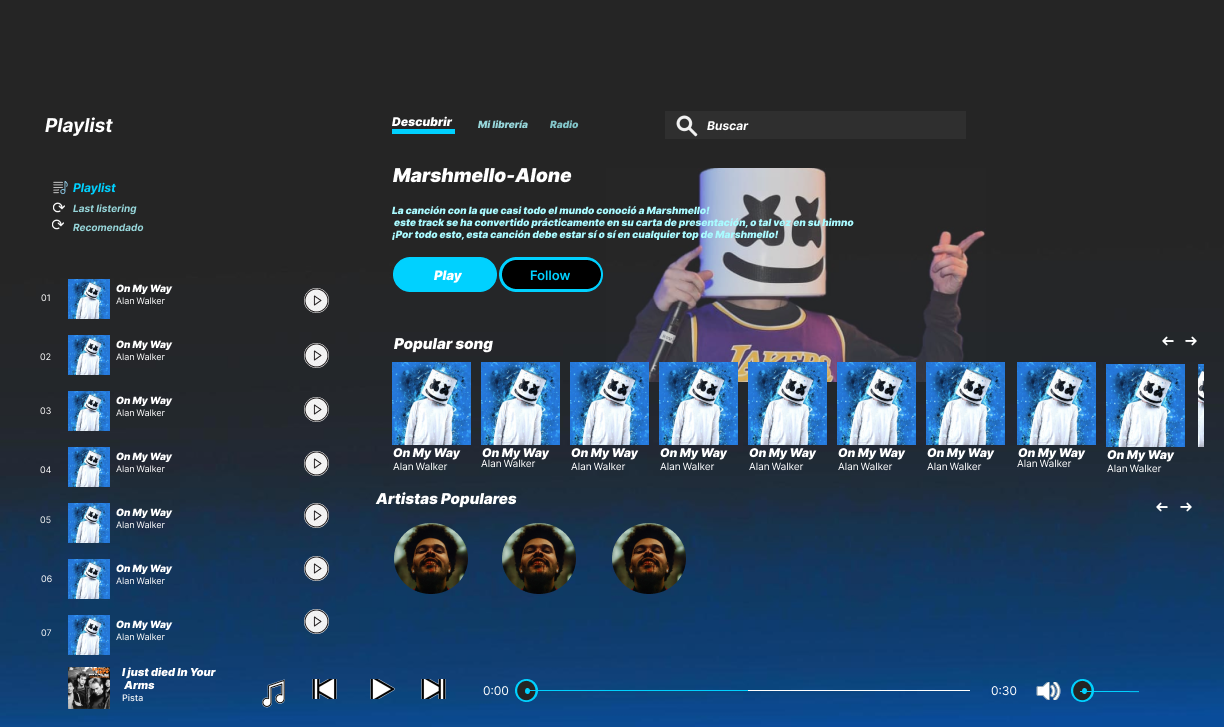 Playlist
Playlist
Last listering
Recomendado
01
On My Way
Alan Walker
02
On My Way
Alan Walker
03
On My Way
Alan Walker
04
On My Way
Alan Walker
05
On My Way
Alan Walker
06
On My Way
Alan Walker
07
On My Way
Alan Walker
Descubrir
Mi librería
Radio
Buscar
Marshmello-Alone
La canción con la que casi todo el mundo conoció a Marshmello!
este track se ha convertido prácticamente en su carta de presentación, o tal vez en su himno
¡Por todo esto, esta canción debe estar sí o sí en cualquier top de Marshmello!
Play
Follow
LAKERS
Popular song
On My Way
Alan Walker
On My Way
Alan Walker
On My Way
Alan Walker
On My Way
Alan Walker
On My Way
Alan Walker
On My Way
Alan Walker
On My Way
Alan Walker
On My Way
Alan Walker
On My Way
Alan Walker
Artistas Populares
I just died In Your
Arms
Pista
0:00
0:30